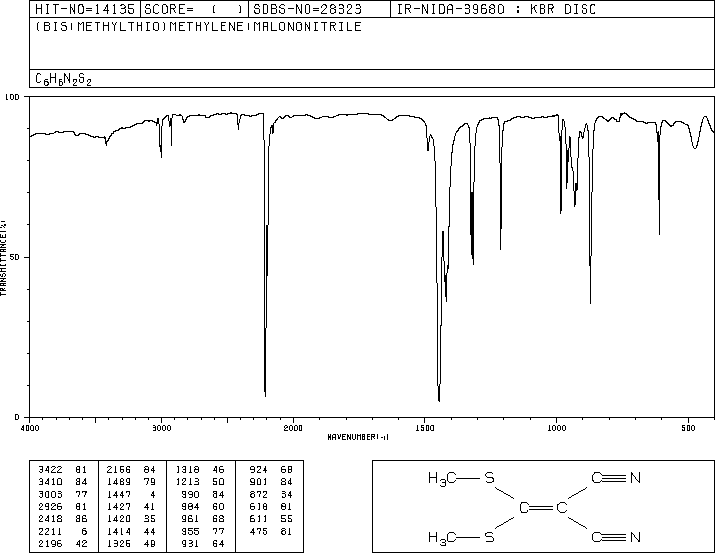 HIT-NO=14135 SCORE= ( ) SDBS-NO=28323 IR-NIDA-39680 : KBR DISC
(BIS(METHYLTHIO)METHYLENE)MALONONITRILE
C6H6N2S2
100
50
0
TRANSMITTANCE(%)
4000 3000 2000 1500 1000 500
WAVENUMBER(-1)
3422 81 2156 84 1318 46 924 68
3410 84 1489 79 1213 50 901 84
3003 77 1447 4 990 84 872 34
2926 81 1427 41 984 60 618 81
2418 86 1420 35 961 68 611 55
2211 6 1414 44 955 77 475 81
2196 42 1326 49 931 64
H3C S C N
C C
H3C S C N